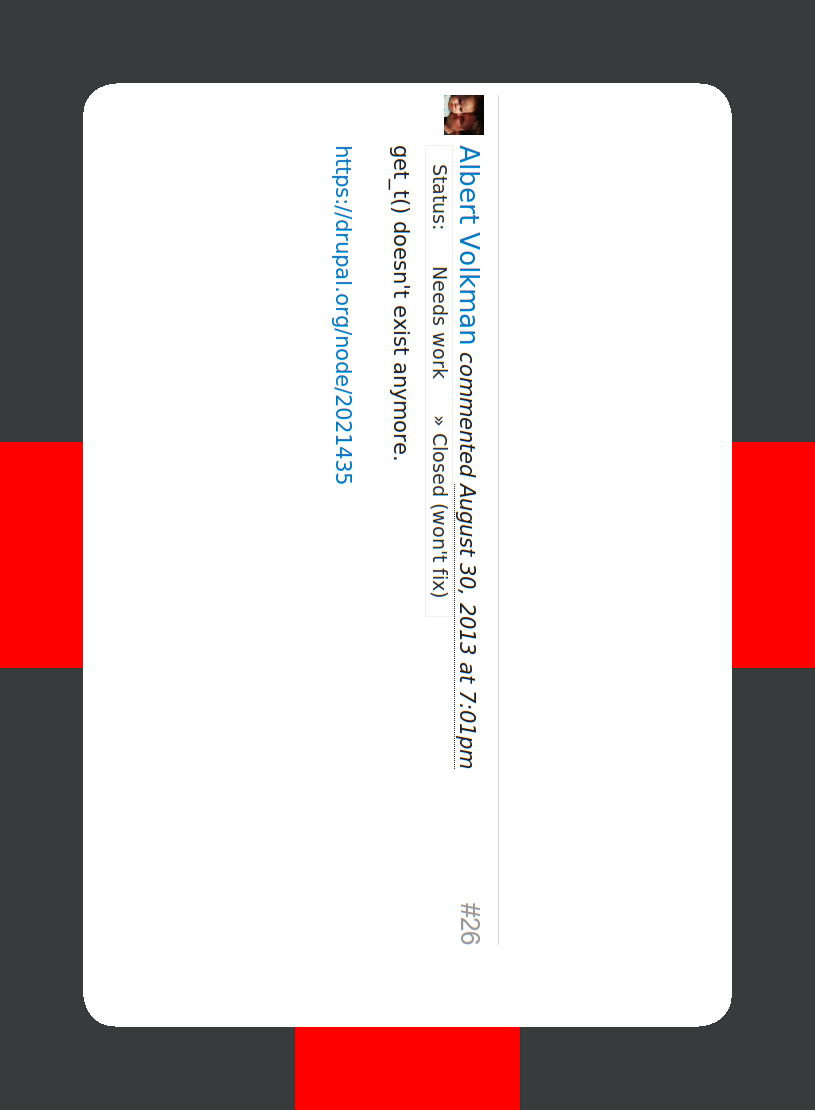 Albert Volkman commented August 30, 2013 at 7:01pm #26
Status: Needs work » Closed (won't fix)
get_t() doesn't exist anymore.
https://drupal.org/node/2021435